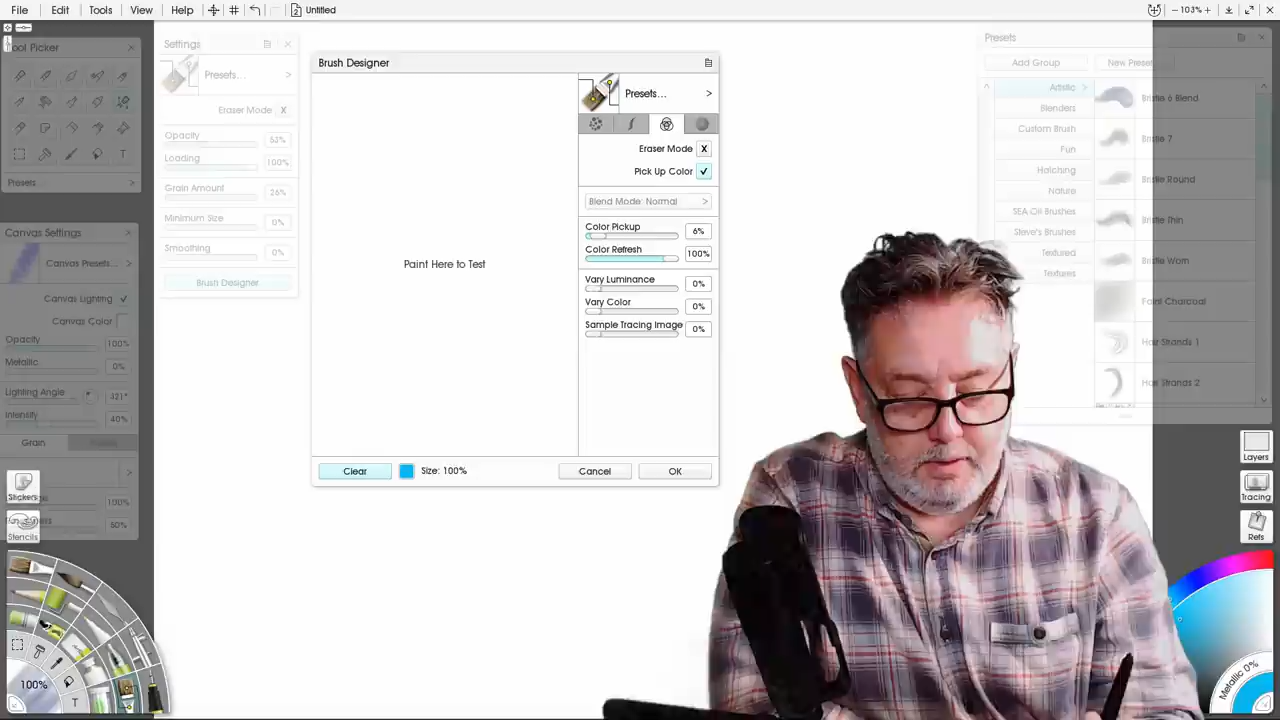 File Edit Tools View Help Untitled 103%
Tool Picker
Presets
Settings
Presets...
Eraser Mode X
Opacity 53%
Loading 100%
Grain Amount 26%
Minimum Size 0%
Smoothing 0%
Brush Designer
Canvas Settings
Canvas Presets...
Canvas Lighting
Canvas Color
Opacity 100%
Metallic 0%
Lighting Angle 321°
Intensity 40%
Grain
100%
60%
Stickers
Stencils
100%
T
Brush Designer
Paint Here to Test
Presets...
Eraser Mode X
Pick Up Color
Blend Mode: Normal
Color Pickup 6%
Color Refresh 100%
Vary Luminance 0%
Vary Color 0%
Sample Tracing Image 0%
Clear Size: 100% Cancel OK
Presets
Add Group New Preset
Artistic
Blenders
Custom Brush
Fun
Hatching
Nature
SEA Oil Brushes
Steve's Brushes
Textured
Textures
Bristle 6 Blend
Bristle 7
Bristle Round
Bristle Thin
Bristle Worn
Faint Charcoal
Hair Strands 1
Hair Strands 2
Layers
Tracing
Refs
Metallic 0%